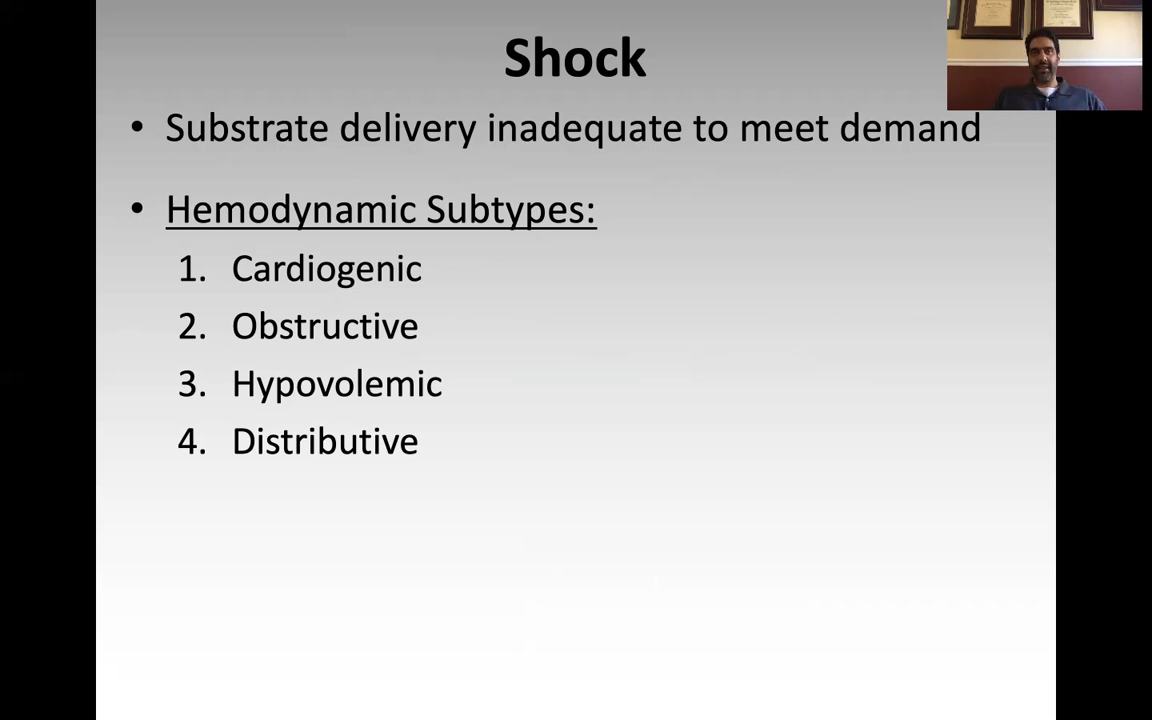 Shock
• Substrate delivery inadequate to meet demand
• Hemodynamic Subtypes:
1. Cardiogenic
2. Obstructive
3. Hypovolemic
4. Distributive